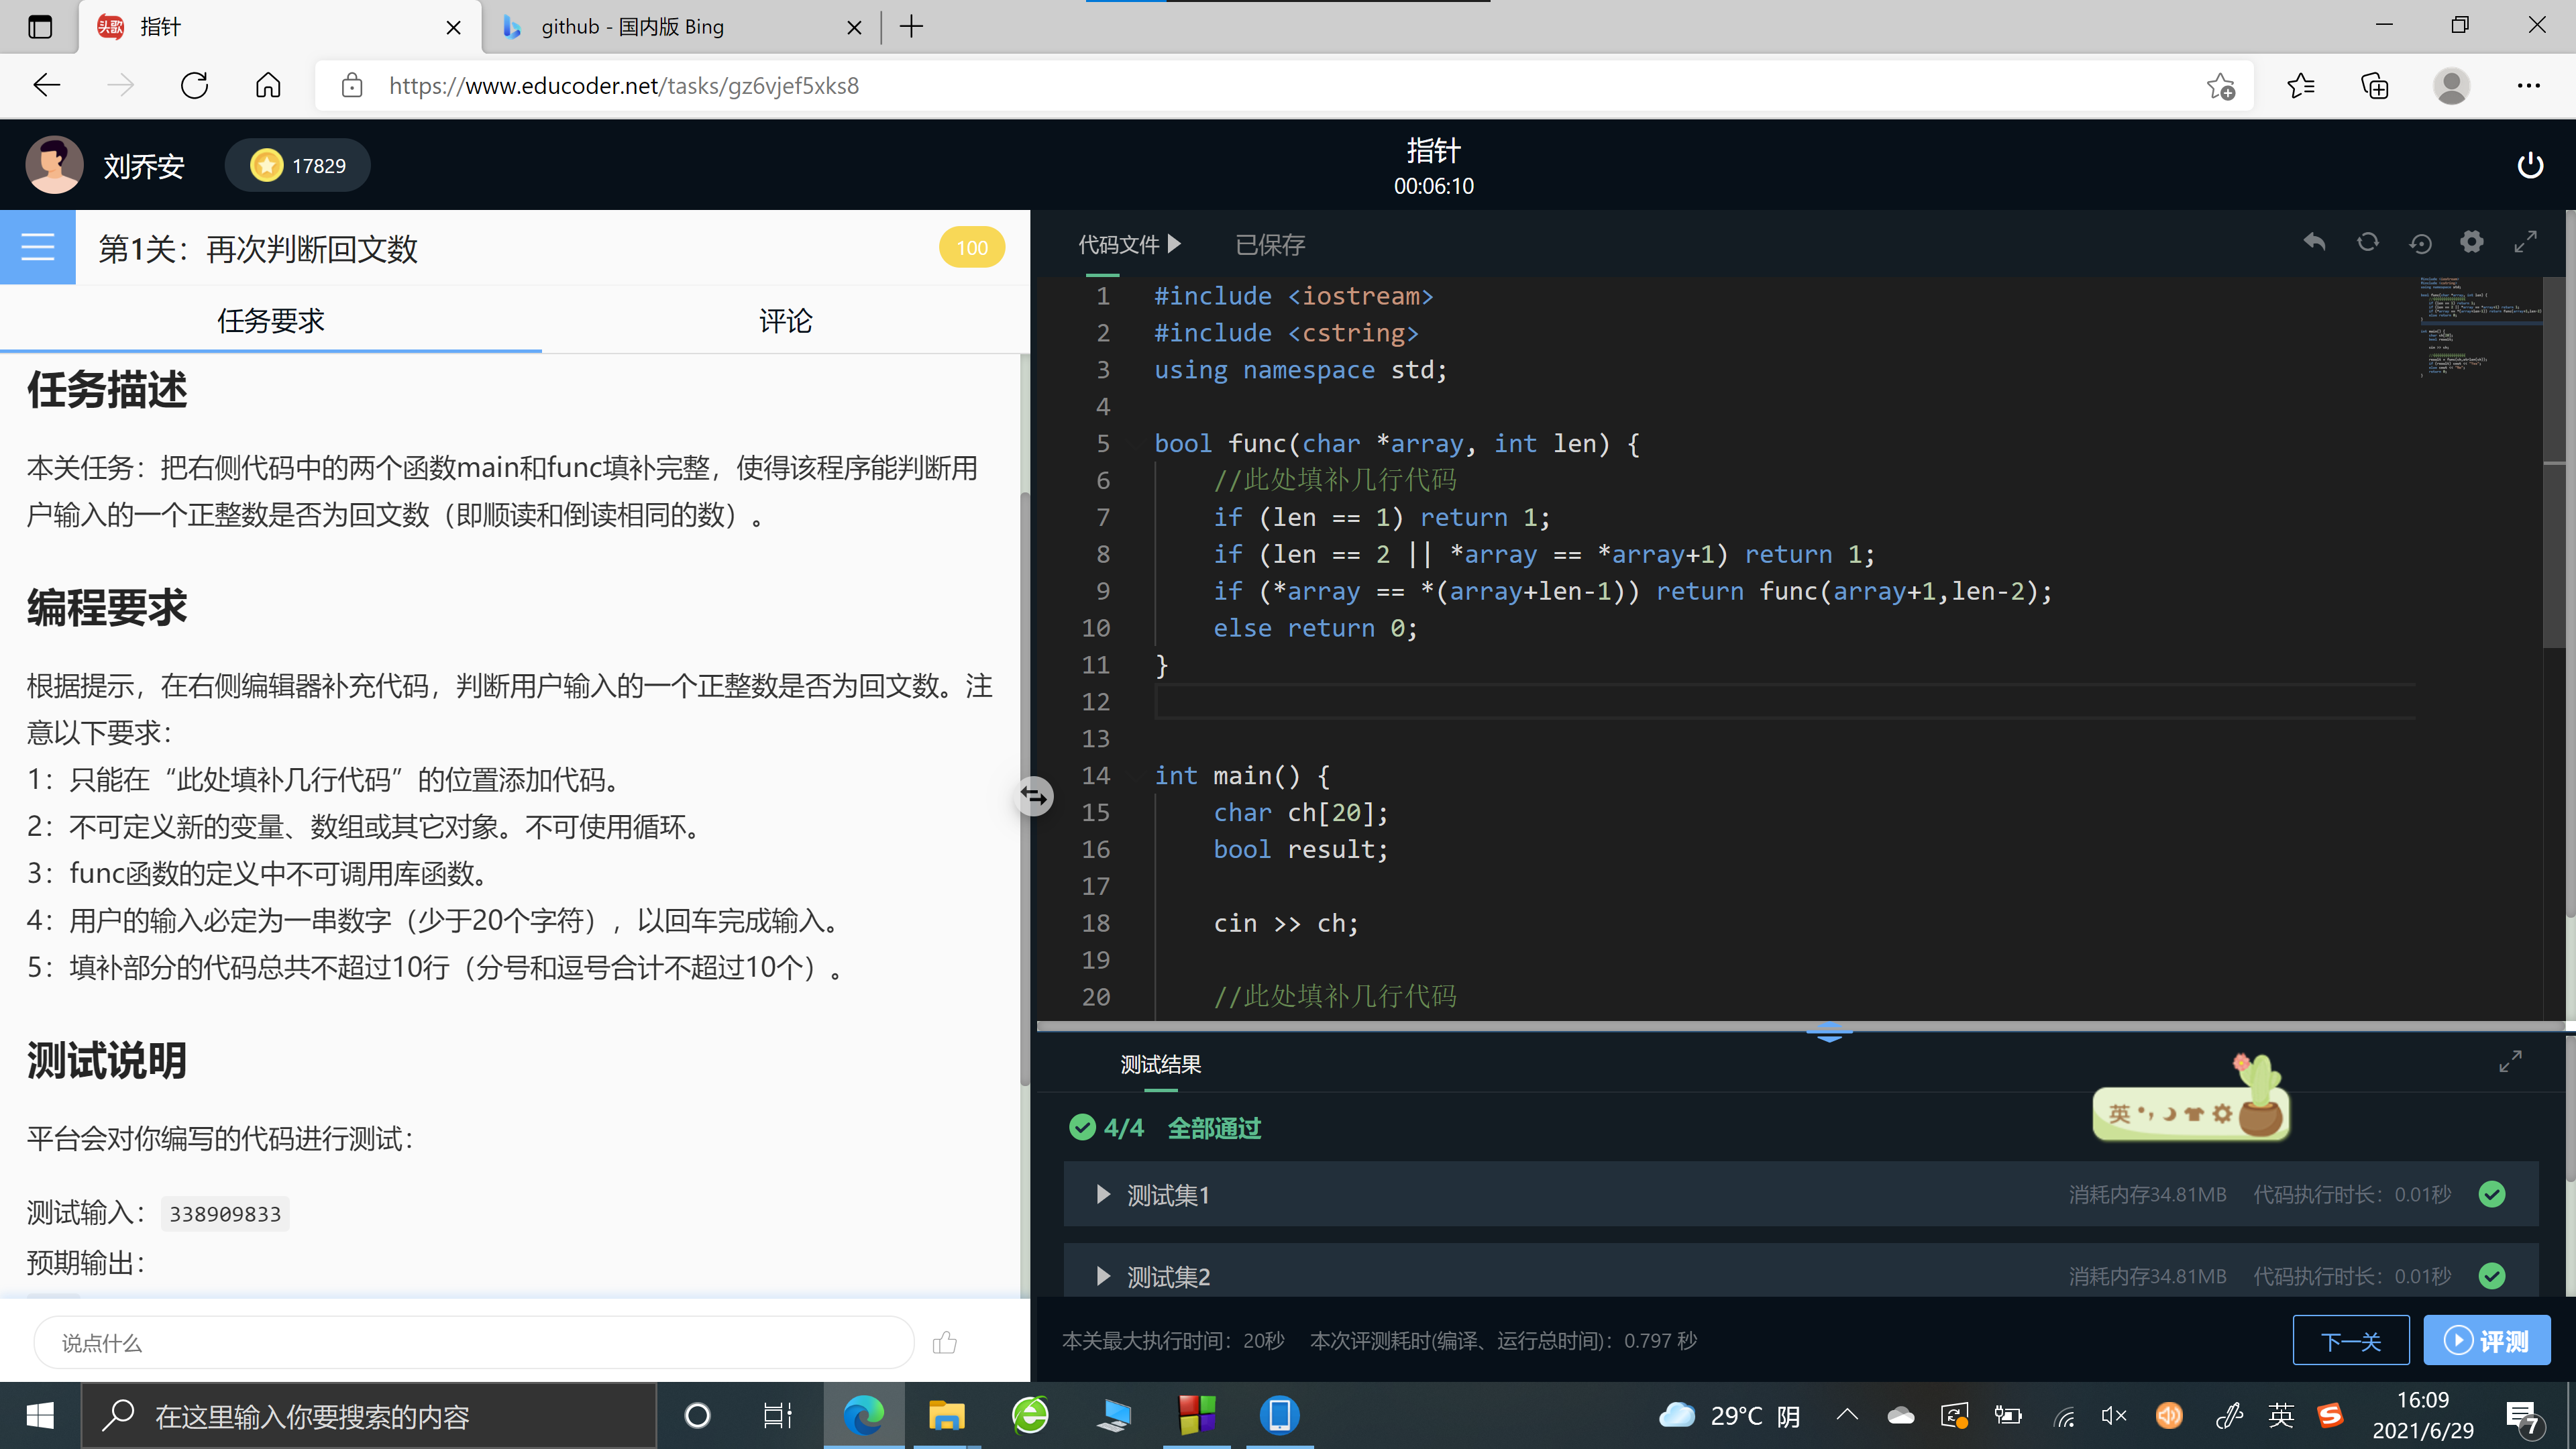 指针
github - 国内版 Bing
https://www.educoder.net/tasks/gz6vjef5xks8
刘乔安
17829
指针
00:06:10
第1关：再次判断回文数
100
任务要求
评论
任务描述
本关任务：把右侧代码中的两个函数main和func填补完整，使得该程序能判断用
户输入的一个正整数是否为回文数（即顺读和倒读相同的数）。
编程要求
根据提示，在右侧编辑器补充代码，判断用户输入的一个正整数是否为回文数。注
意以下要求：
1：只能在“此处填补几行代码”的位置添加代码。
2：不可定义新的变量、数组或其它对象。不可使用循环。
3：func函数的定义中不可调用库函数。
4：用户的输入必定为一串数字（少于20个字符），以回车完成输入。
5：填补部分的代码总共不超过10行（分号和逗号合计不超过10个）。
测试说明
平台会对你编写的代码进行测试：
测试输入：338909833
预期输出：
说点什么
代码文件
已保存
1 #include <iostream>
2 #include <cstring>
3 using namespace std;
4
5 bool func(char *array, int len) {
6 //此处填补几行代码
7 if (len == 1) return 1;
8 if (len == 2 || *array == *array+1) return 1;
9 if (*array == *(array+len-1)) return func(array+1,len-2);
10 else return 0;
11 }
12
13
14 int main() {
15 char ch[20];
16 bool result;
17
18 cin >> ch;
19
20 //此处填补几行代码
测试结果
4/4 全部通过
英
测试集1 消耗内存34.81MB 代码执行时长：0.01秒
测试集2 消耗内存34.81MB 代码执行时长：0.01秒
本关最大执行时间：20秒 本次评测耗时(编译、运行总时间)：0.797 秒
下一关
评测
在这里输入你要搜索的内容
29°C 阴
英
16:09
2021/6/29
7